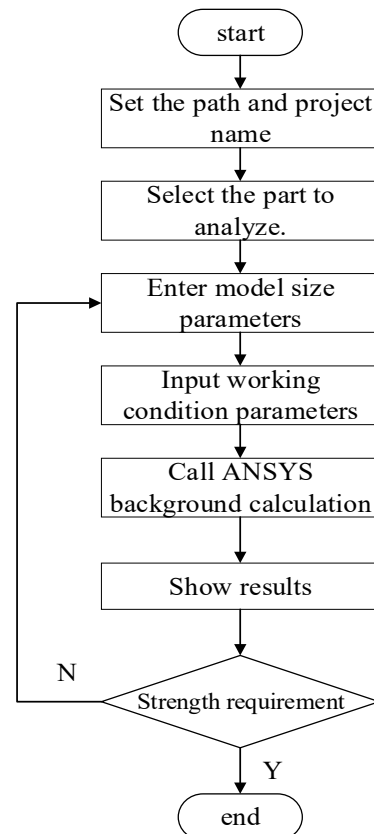 start
Set the path and project
name
Select the part to
analyze.
Enter model size
parameters
Input working
condition parameters
Call ANSYS
background calculation
Show results
N
Strength requirement
Y
end